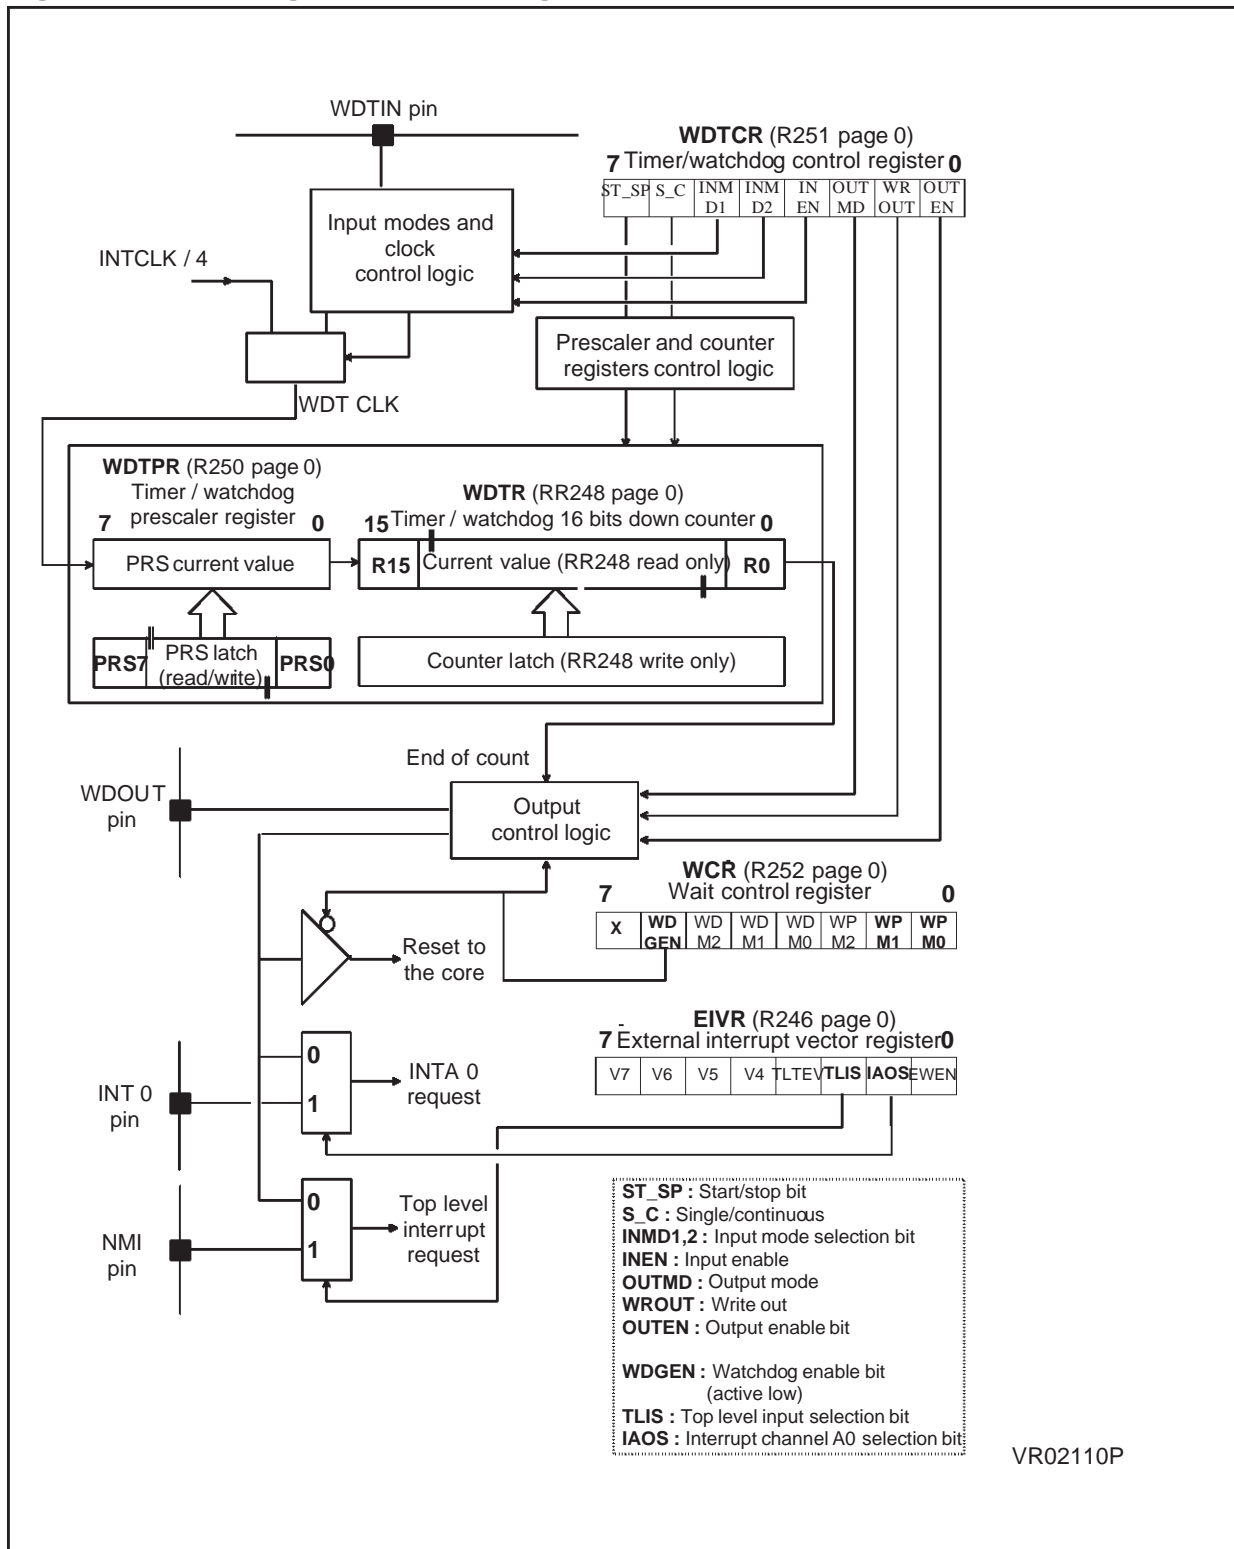 WDTIN pin
WDTCR (R251 page 0)
7 Timer/watchdog control register 0
ST_SP S_C INM D1 INM D2 IN EN OUT MD WR OUT OUT EN
Input modes and
clock
control logic
INTCLK / 4
Prescaler and counter
registers control logic
WDT CLK
WDTPR (R250 page 0)
Timer / watchdog
7 prescaler register 0
WDTR (RR248 page 0)
15 Timer / watchdog 16 bits down counter 0
PRS current value
R15 Current value (RR248 read only) R0
PRS7 PRS latch (read/write) PRS0
Counter latch (RR248 write only)
End of count
WDOUT
pin
Output
control logic
WCR (R252 page 0)
7 Wait control register 0
X WD GEN WD M2 WD M1 WD M0 WP M2 WP M1 WP M0
Reset to
the core
EIVR (R246 page 0)
7 External interrupt vector register 0
V7 V6 V5 V4 TLTEV TLIS IAOS EWEN
0
INT 0
pin
1
INTA 0
request
0
NMI
pin
1
Top level
interrupt
request
ST_SP : Start/stop bit
S_C : Single/continuous
INMD1,2 : Input mode selection bit
INEN : Input enable
OUTMD : Output mode
WROUT : Write out
OUTEN : Output enable bit
WDGEN : Watchdog enable bit
(active low)
TLIS : Top level input selection bit
IAOS : Interrupt channel A0 selection bit
VR02110P